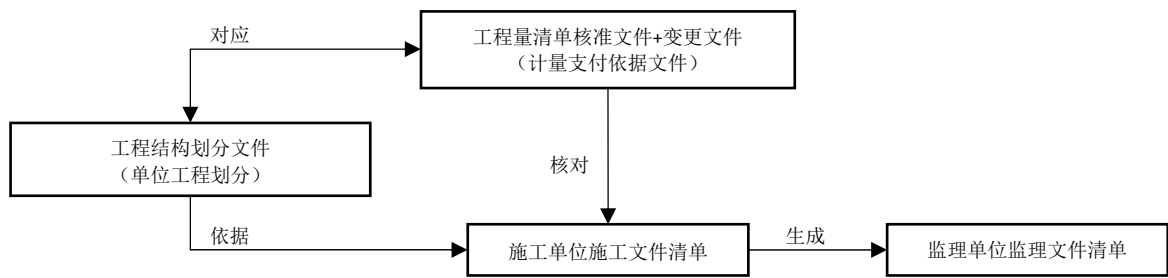 对应
工程量清单核准文件+变更文件
（计量支付依据文件）
工程结构划分文件
（单位工程划分）
核对
依据
施工单位施工文件清单
生成
监理单位监理文件清单